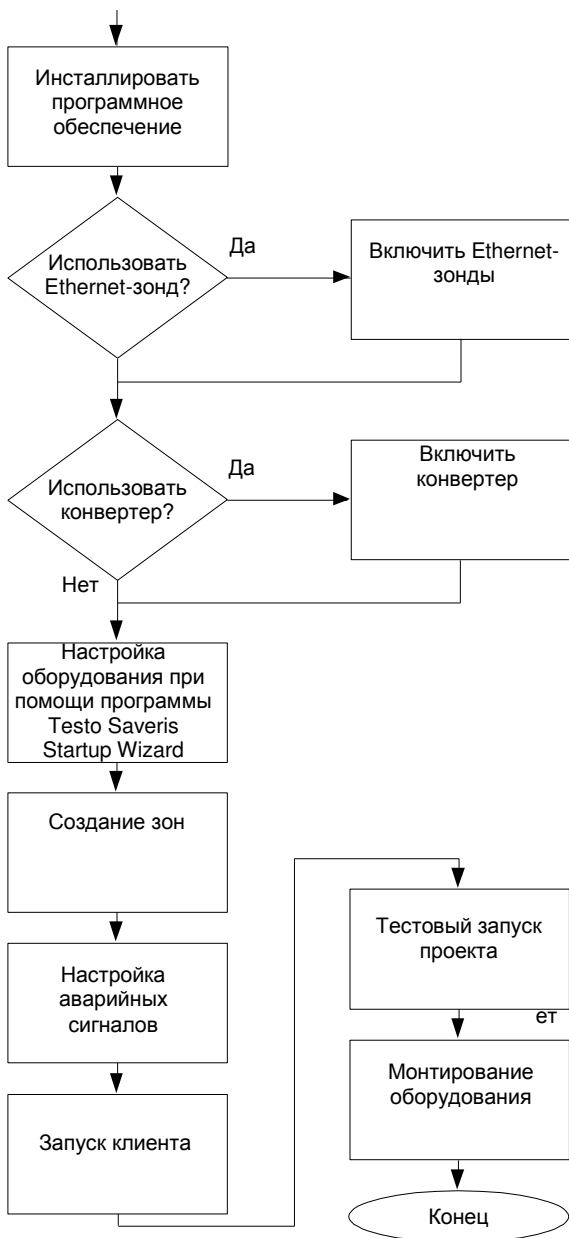 Инсталлировать
программное
обеспечение
Использовать
Ethernet-зонд?
Да
Включить Ethernet-
зонды
Использовать
конвертер?
Да
Включить
конвертер
Нет
Настройка
оборудования при
помощи программы
Testo Saveris
Startup Wizard
Создание зон
Настройка
аварийных
сигналов
Запуск клиента
Тестовый запуск
проекта
ет
Монтирование
оборудования
Конец